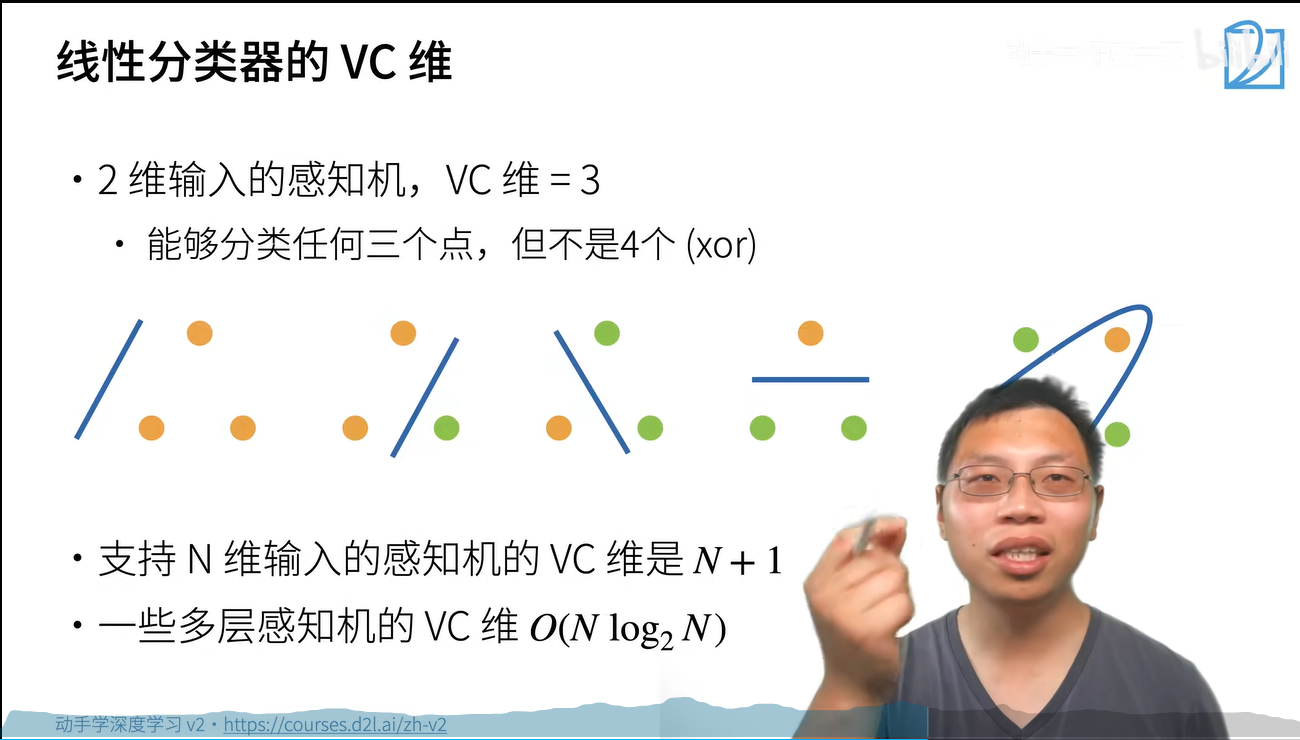 线性分类器的 VC 维
bilibili
• 2 维输入的感知机，VC 维 = 3
• 能够分类任何三个点，但不是4个 (xor)
• 支持 N 维输入的感知机的 VC 维是 N + 1
• 一些多层感知机的 VC 维 O(N log₂ N)
动手学深度学习 v2 • https://courses.d2l.ai/zh-v2